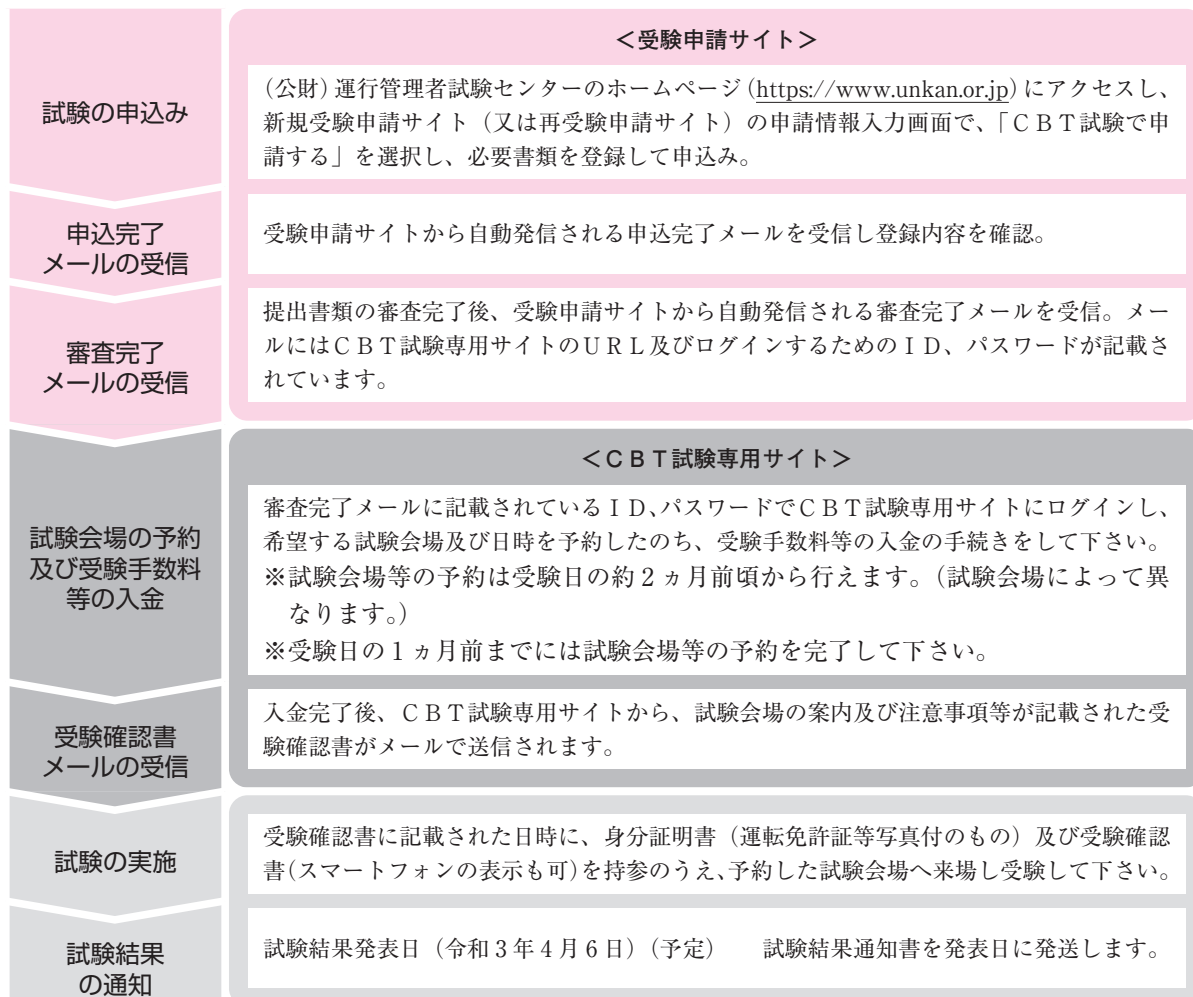 ＜受験申請サイト＞
試験の申込み
(公財)運行管理者試験センターのホームページ(https://www.unkan.or.jp)にアクセスし、
新規受験申請サイト（又は再受験申請サイト）の申請情報入力画面で、「ＣＢＴ試験で申
請する」を選択し、必要書類を登録して申込み。
申込完了
メールの受信
受験申請サイトから自動発信される申込完了メールを受信し登録内容を確認。
審査完了
メールの受信
提出書類の審査完了後、受験申請サイトから自動発信される審査完了メールを受信。メー
ルにはＣＢＴ試験専用サイトのＵＲＬ及びログインするためのＩＤ、パスワードが記載さ
れています。
＜ＣＢＴ試験専用サイト＞
試験会場の予約
及び受験手数料
等の入金
審査完了メールに記載されているＩＤ、パスワードでＣＢＴ試験専用サイトにログインし、
希望する試験会場及び日時を予約したのち、受験手数料等の入金の手続きをして下さい。
※試験会場等の予約は受験日の約２ヵ月前頃から行えます。（試験会場によって異
なります。）
※受験日の１ヵ月前までには試験会場等の予約を完了して下さい。
受験確認書
メールの受信
入金完了後、ＣＢＴ試験専用サイトから、試験会場の案内及び注意事項等が記載された受
験確認書がメールで送信されます。
試験の実施
受験確認書に記載された日時に、身分証明書（運転免許証等写真付のもの）及び受験確認
書(スマートフォンの表示も可)を持参のうえ、予約した試験会場へ来場し受験して下さい。
試験結果
の通知
試験結果発表日（令和３年４月６日）（予定）　　試験結果通知書を発表日に発送します。